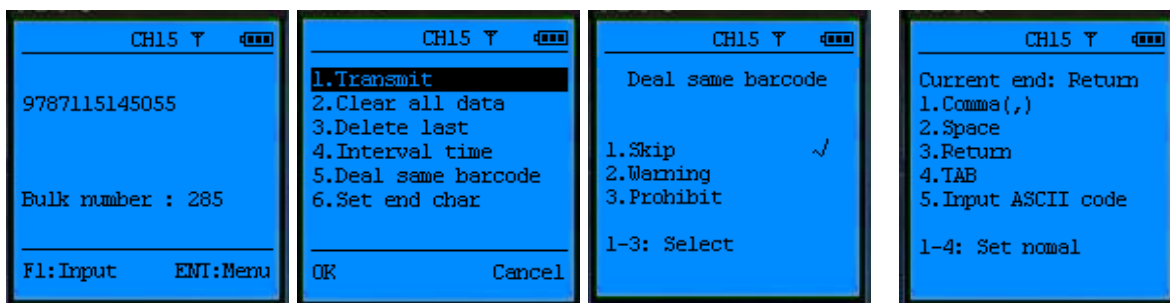 CH15
9787115145055
Bulk number : 285
F1:Input ENT:Menu
CH15
1.Transmit
2.Clear all data
3.Delete last
4.Interval time
5.Deal same barcode
6.Set end char
OK Cancel
CH15
Deal same barcode
1.Skip √
2.Warning
3.Prohibit
1-3: Select
CH15
Current end: Return
1.Comma(,)
2.Space
3.Return
4.TAB
5.Input ASCII code
1-4: Set nomal